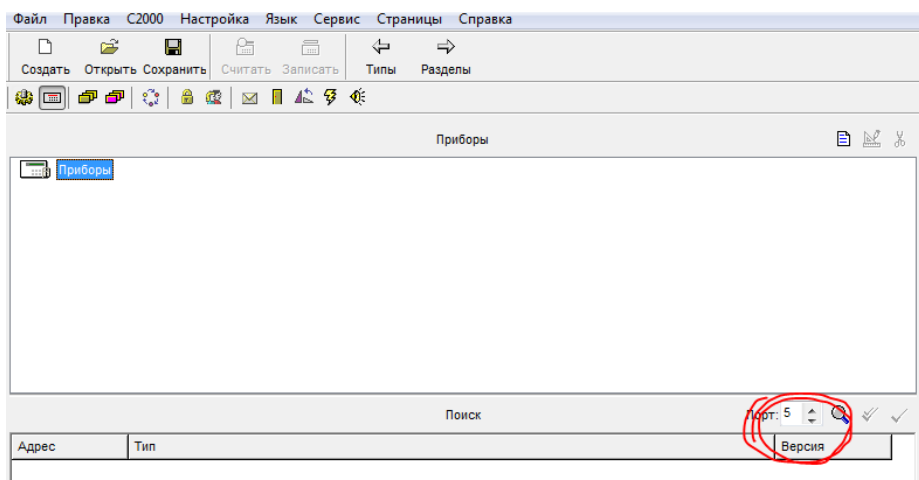 Файл Правка С2000 Настройка Язык Сервис Страницы Справка
Создать Открыть Сохранить Считать Записать Типы Разделы
Приборы
Приборы
Поиск Порт: 5
Адрес Тип Версия